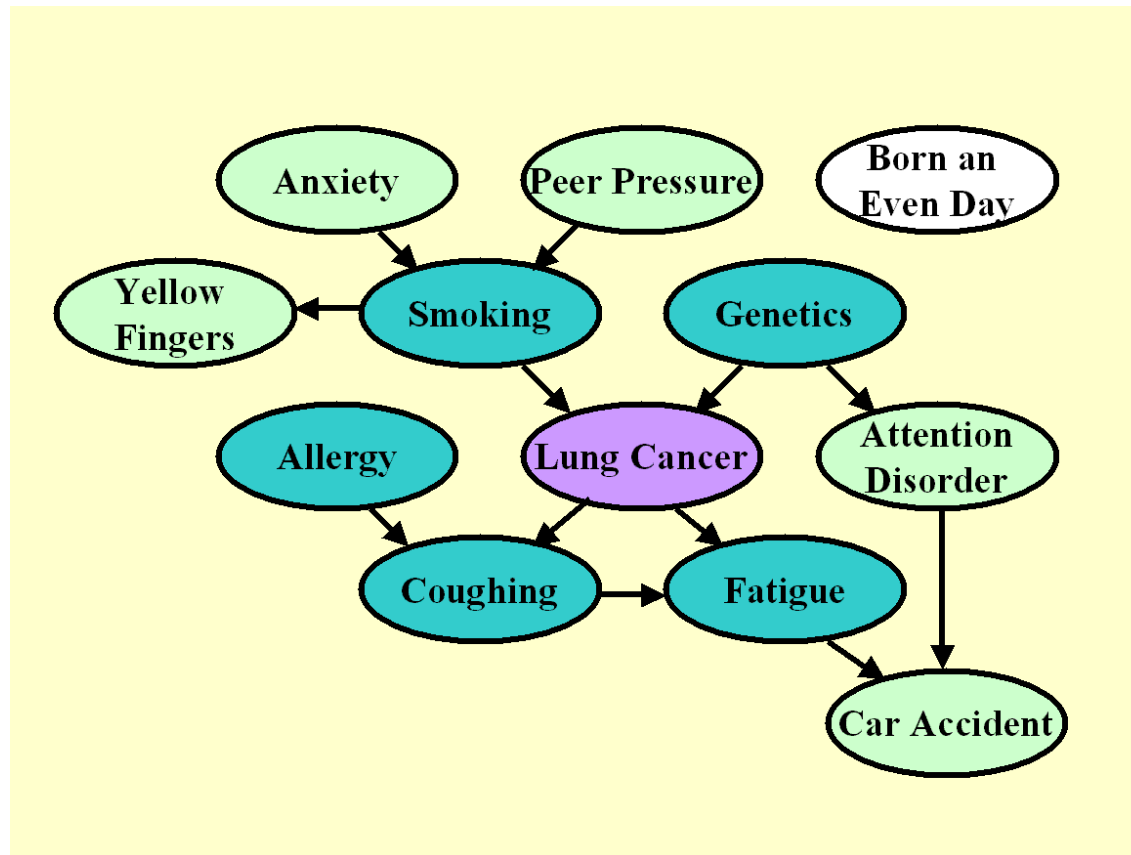 Anxiety
Peer Pressure
Born an
Even Day
Yellow
Fingers
Smoking
Genetics
Allergy
Lung Cancer
Attention
Disorder
Coughing
Fatigue
Car Accident